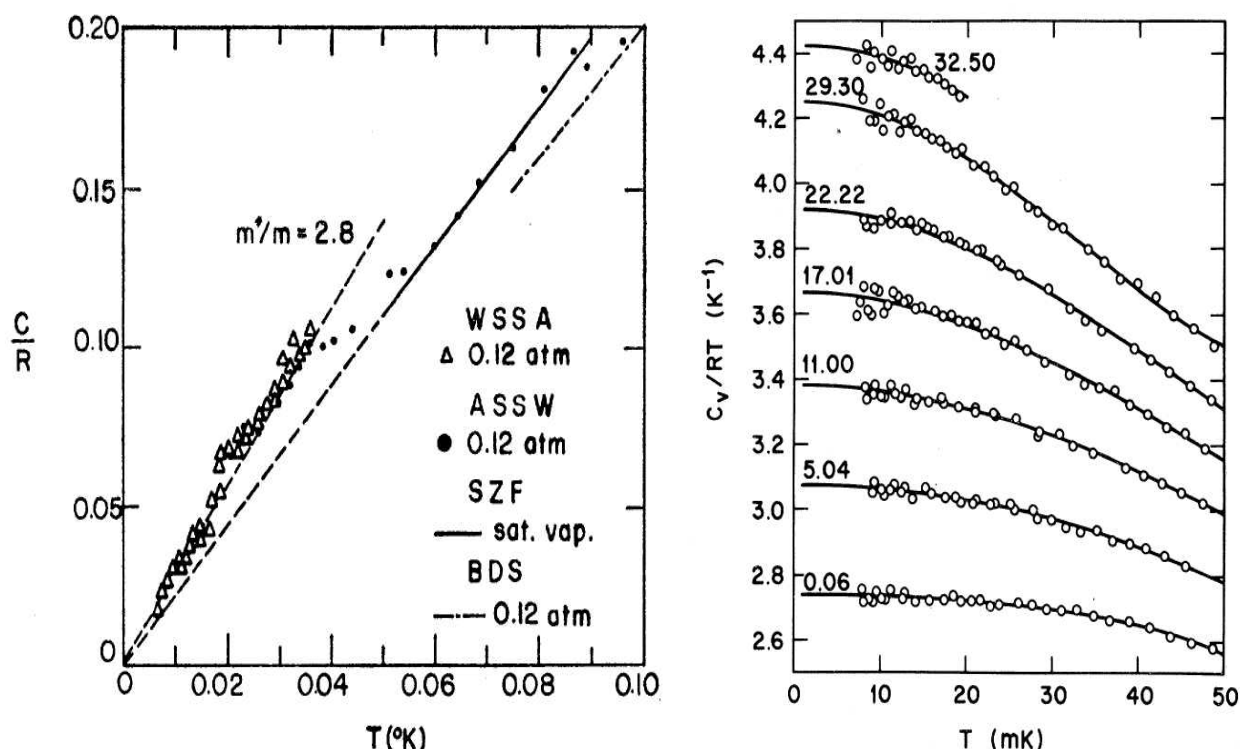 0.20
0.15
0.10
0.05
0
C
R
0
0.02
0.04
0.06
0.08
0.10
T(°K)
m*/m = 2.8
WSSA
△ 0.12 atm
ASSW
● 0.12 atm
SZF
— sat. vap.
BDS
—·— 0.12 atm
4.4
4.2
4.0
3.8
3.6
3.4
3.2
3.0
2.8
2.6
C_V/RT (K⁻¹)
32.50
29.30
22.22
17.01
11.00
5.04
0.06
0
10
20
30
40
50
T (mK)